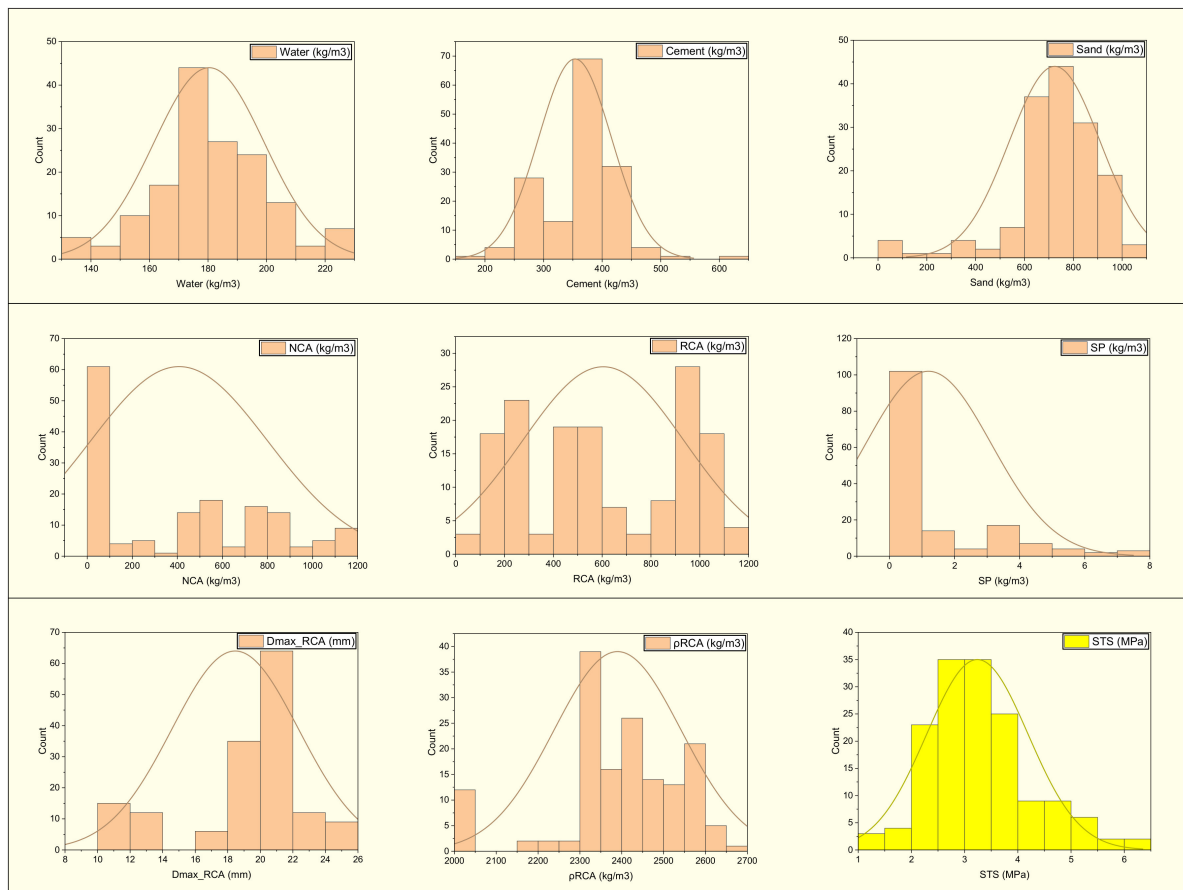 50
40
30
20
10
0
Count
Water (kg/m3)
140 160 180 200 220
Water (kg/m3)
70
60
50
40
30
20
10
0
Count
Cement (kg/m3)
200 300 400 500 600
Cement (kg/m3)
50
40
30
20
10
0
Count
Sand (kg/m3)
0 200 400 600 800 1000
Sand (kg/m3)
70
60
50
40
30
20
10
0
Count
NCA (kg/m3)
0 200 400 600 800 1000 1200
NCA (kg/m3)
30
25
20
15
10
5
0
Count
RCA (kg/m3)
0 200 400 600 800 1000 1200
RCA (kg/m3)
120
100
80
60
40
20
0
Count
SP (kg/m3)
0 2 4 6 8
SP (kg/m3)
70
60
50
40
30
20
10
0
Count
Dmax_RCA (mm)
8 10 12 14 16 18 20 22 24 26
Dmax_RCA (mm)
40
35
30
25
20
15
10
5
0
Count
ρRCA (kg/m3)
2000 2100 2200 2300 2400 2500 2600 2700
ρRCA (kg/m3)
40
35
30
25
20
15
10
5
0
Count
STS (MPa)
1 2 3 4 5 6
STS (MPa)